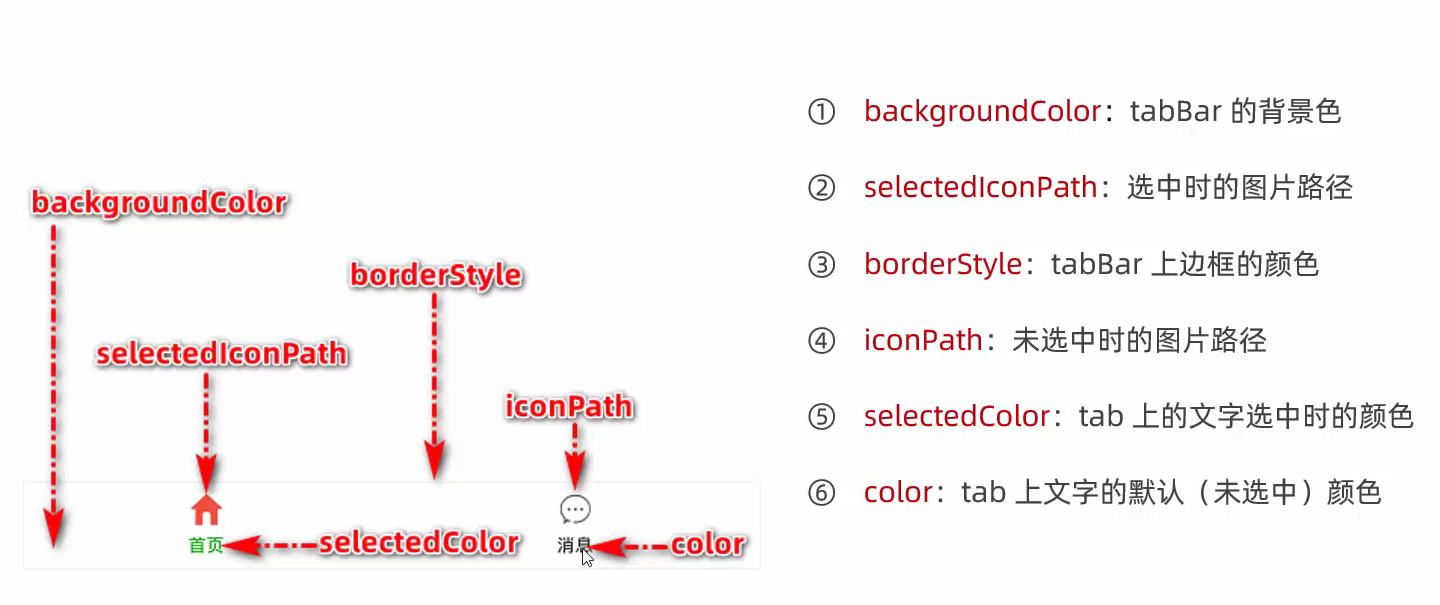 backgroundColor
borderStyle
selectedIconPath
iconPath
首页
selectedColor
消息
color
① backgroundColor：tabBar 的背景色
② selectedIconPath：选中时的图片路径
③ borderStyle：tabBar 上边框的颜色
④ iconPath：未选中时的图片路径
⑤ selectedColor：tab 上的文字选中时的颜色
⑥ color：tab 上文字的默认（未选中）颜色